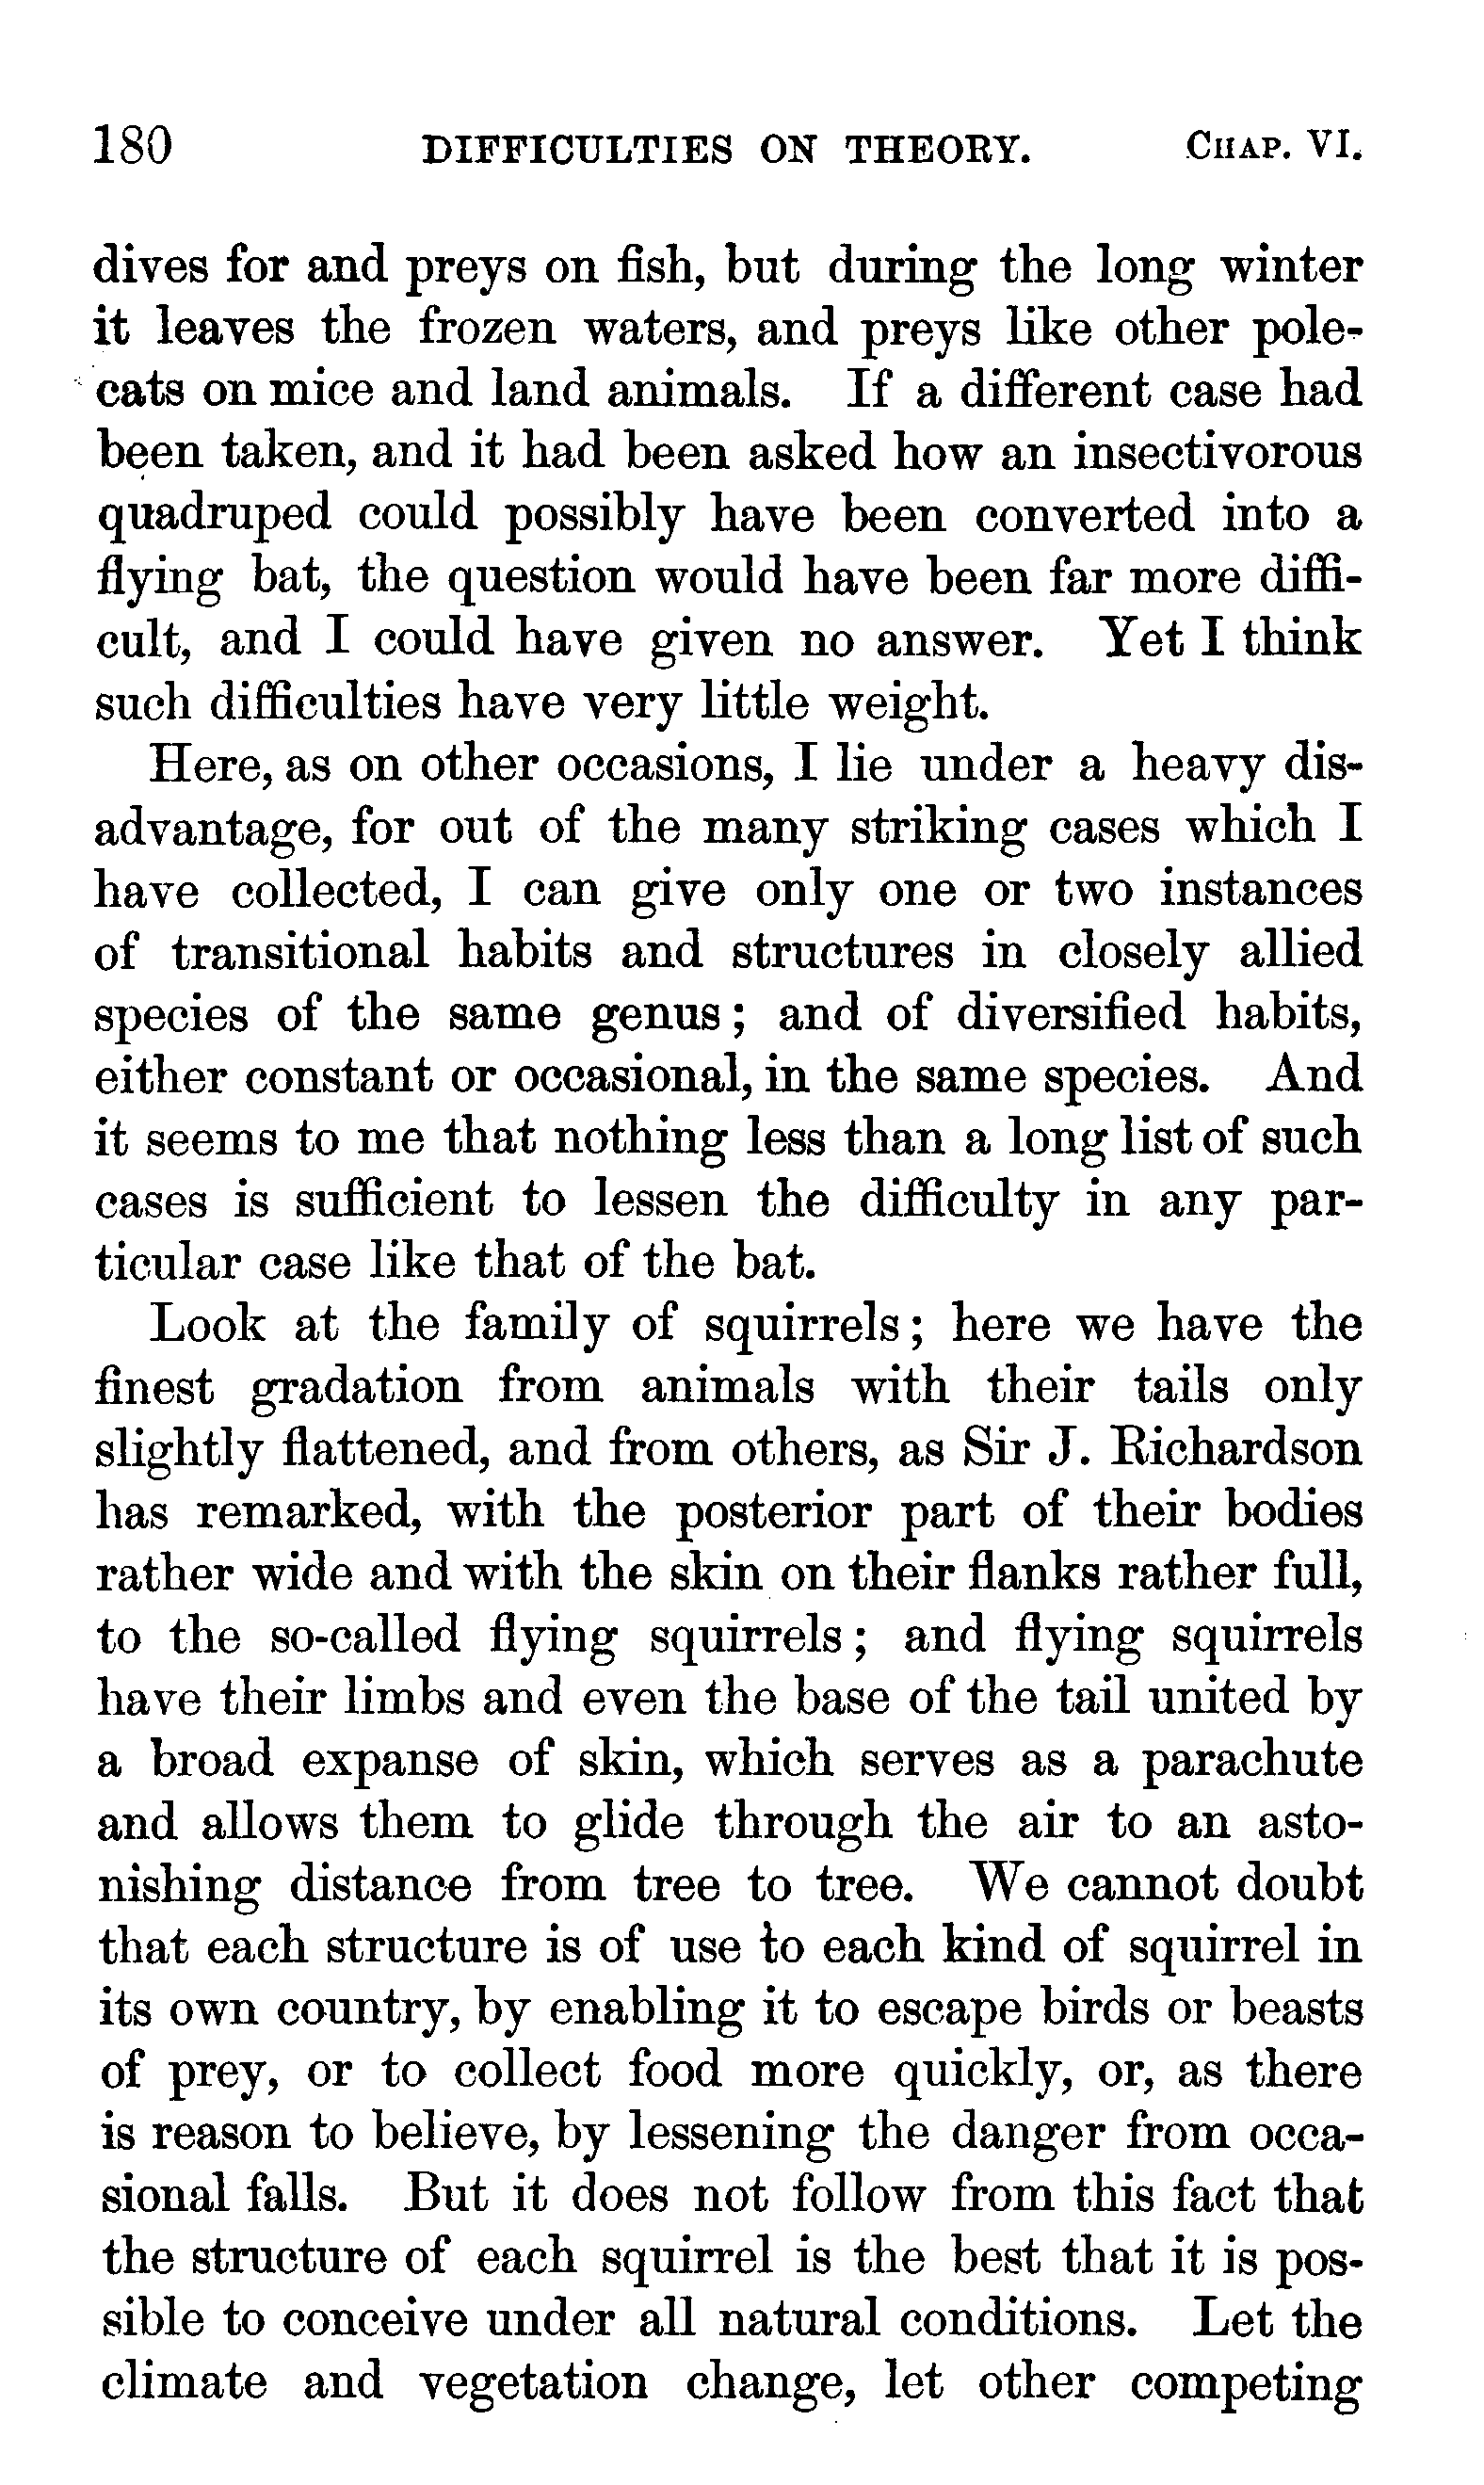 180 DIFFICULTIES ON THEORY. CHAP. VI.
dives for and preys on fish, but during the long winter
it leaves the frozen waters, and preys like other pole-
cats on mice and land animals. If a different case had
been taken, and it had been asked how an insectivorous
quadruped could possibly have been converted into a
flying bat, the question would have been far more diffi-
cult, and I could have given no answer. Yet I think
such difficulties have very little weight.
Here, as on other occasions, I lie under a heavy dis-
advantage, for out of the many striking cases which I
have collected, I can give only one or two instances
of transitional habits and structures in closely allied
species of the same genus; and of diversified habits,
either constant or occasional, in the same species. And
it seems to me that nothing less than a long list of such
cases is sufficient to lessen the difficulty in any par-
ticular case like that of the bat.
Look at the family of squirrels; here we have the
finest gradation from animals with their tails only
slightly flattened, and from others, as Sir J. Richardson
has remarked, with the posterior part of their bodies
rather wide and with the skin on their flanks rather full,
to the so-called flying squirrels; and flying squirrels
have their limbs and even the base of the tail united by
a broad expanse of skin, which serves as a parachute
and allows them to glide through the air to an asto-
nishing distance from tree to tree. We cannot doubt
that each structure is of use to each kind of squirrel in
its own country, by enabling it to escape birds or beasts
of prey, or to collect food more quickly, or, as there
is reason to believe, by lessening the danger from occa-
sional falls. But it does not follow from this fact that
the structure of each squirrel is the best that it is pos-
sible to conceive under all natural conditions. Let the
climate and vegetation change, let other competing